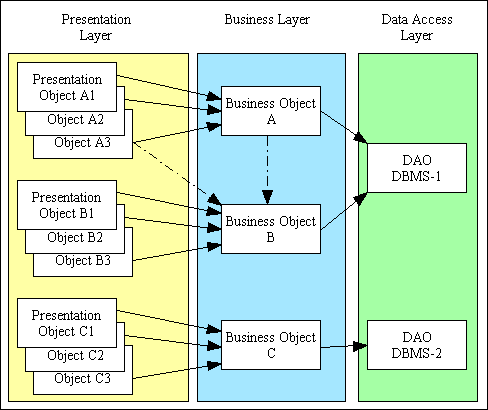 Presentation
Layer
Business Layer
Data Access
Layer
Presentation
Object A1
Object A2
Object A3
Business Object
A
DAO
DBMS-1
Presentation
Object B1
Object B2
Object B3
Business Object
B
Presentation
Object C1
Object C2
Object C3
Business Object
C
DAO
DBMS-2